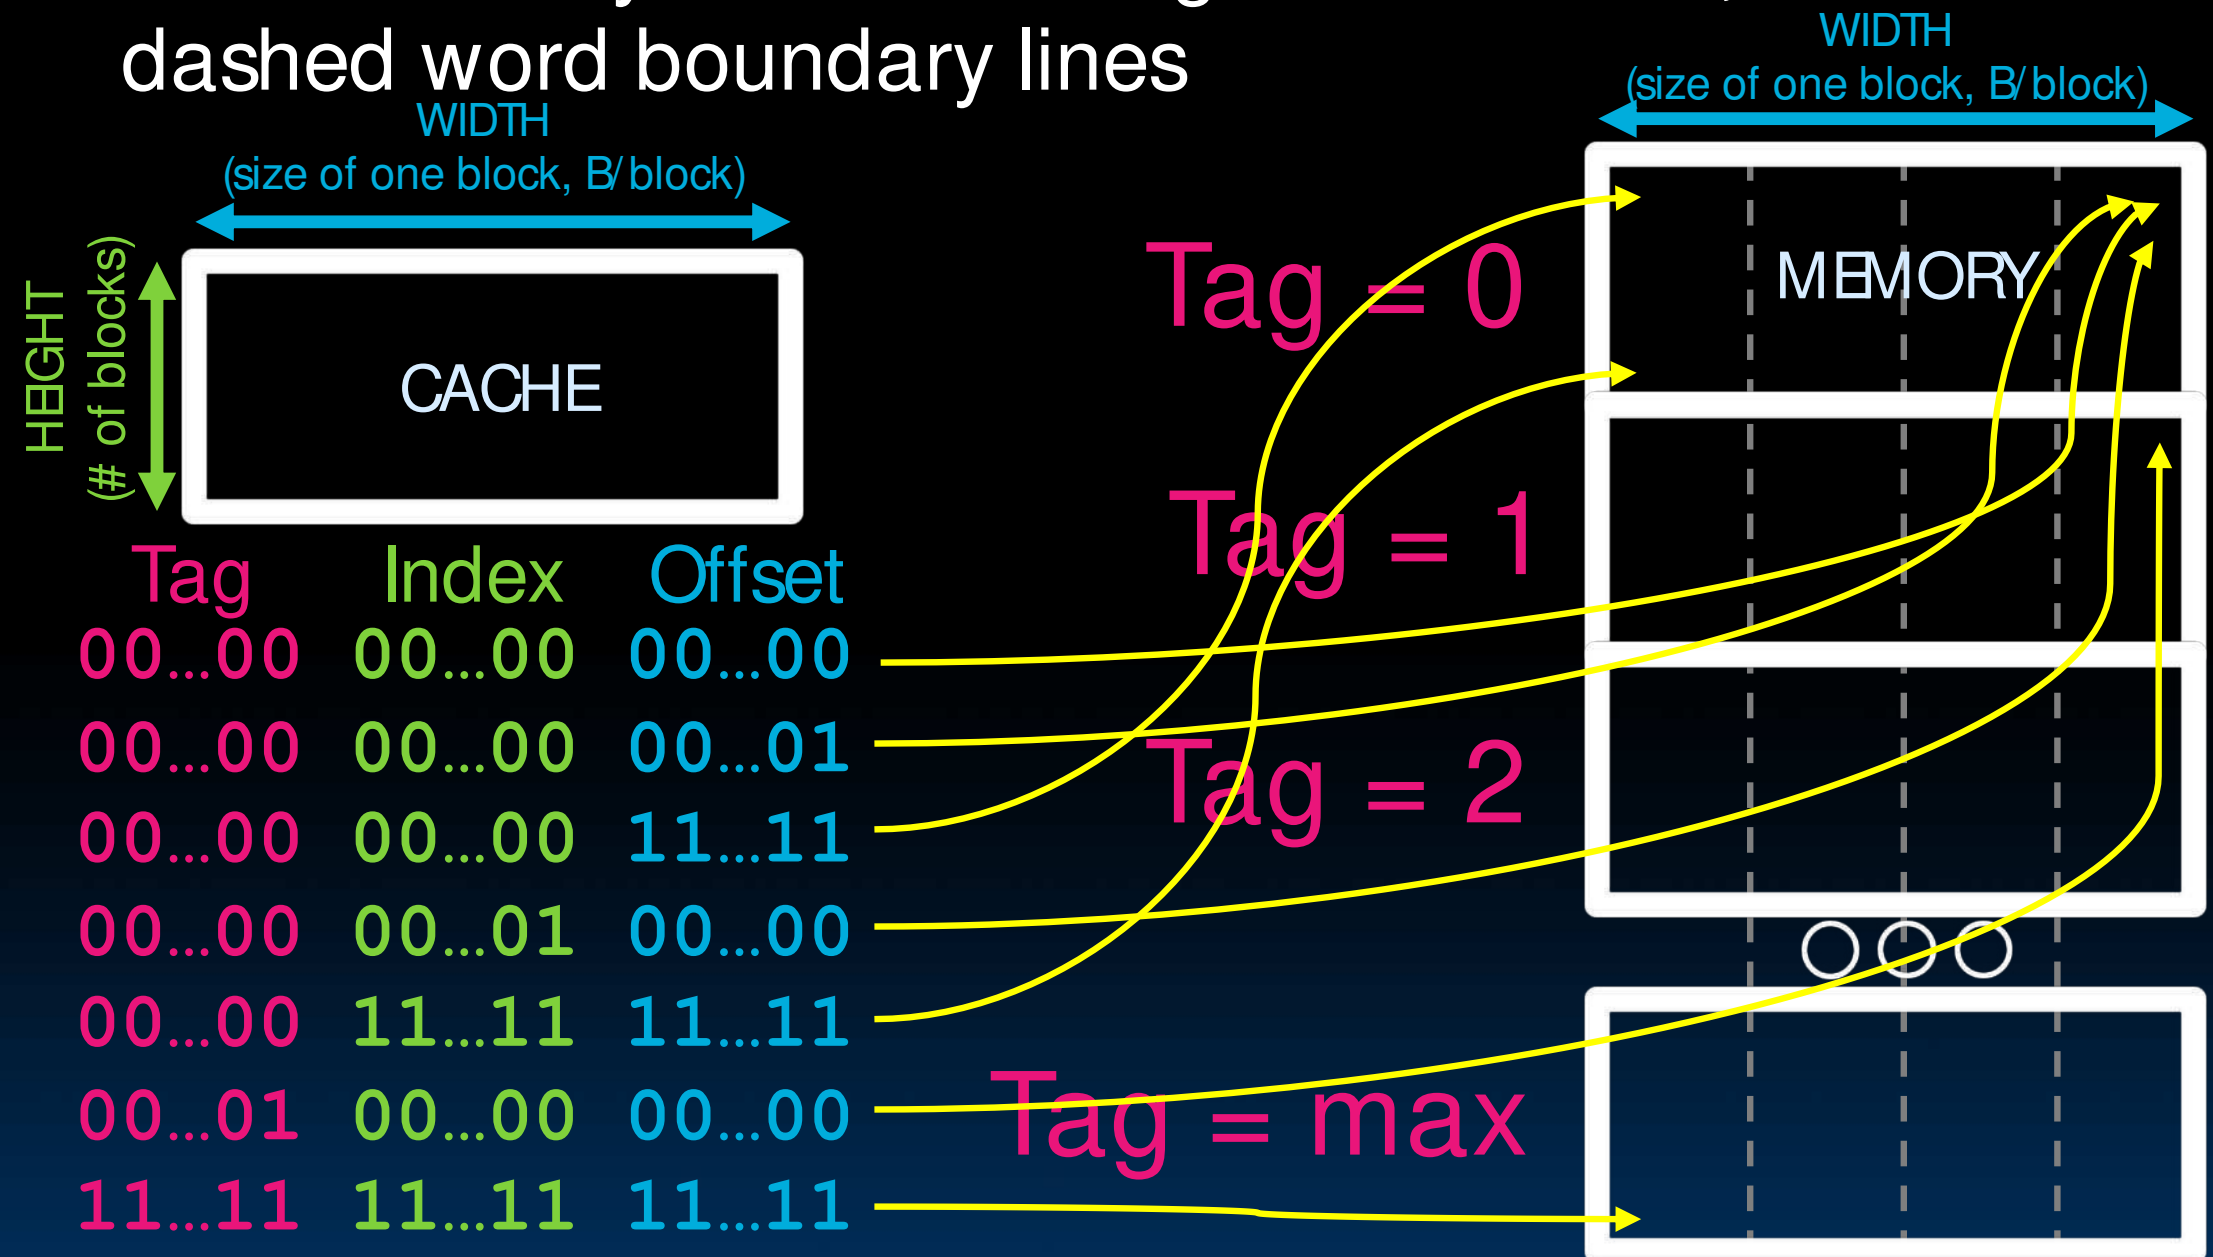 dashed word boundary lines
WIDTH
(size of one block, B/block)
WIDTH
(size of one block, B/block)
HEIGHT
(# of blocks)
CACHE
MEMORY
Tag = 0
Tag = 1
Tag = 2
Tag = max
Tag Index Offset
00...00 00...00 00...00
00...00 00...00 00...01
00...00 00...00 11...11
00...00 00...01 00...00
00...00 11...11 11...11
00...01 00...00 00...00
11...11 11...11 11...11